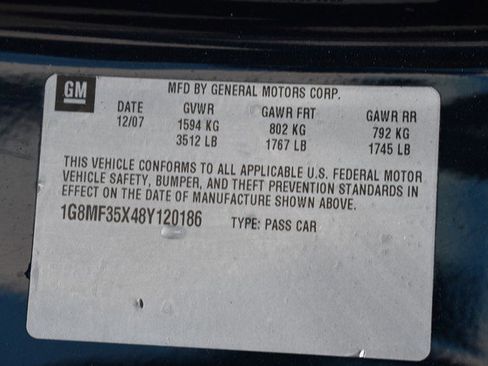 GM
MFD BY GENERAL MOTORS CORP.
DATE GVWR GAWR FRT GAWR RR
12/07 1594 KG 802 KG 792 KG
3512 LB 1767 LB 1745 LB
THIS VEHICLE CONFORMS TO ALL APPLICABLE U.S. FEDERAL MOTOR
VEHICLE SAFETY, BUMPER, AND THEFT PREVENTION STANDARDS IN
EFFECT ON THE DATE OF MANUFACTURE SHOWN ABOVE.
1G8MF35X48Y120186 TYPE: PASS CAR